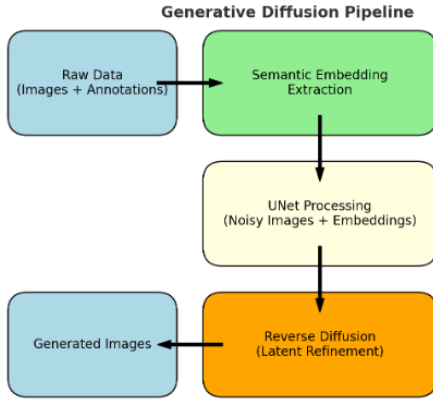 Generative Diffusion Pipeline
Raw Data
(Images + Annotations)
Semantic Embedding
Extraction
UNet Processing
(Noisy Images + Embeddings)
Generated Images
Reverse Diffusion
(Latent Refinement)